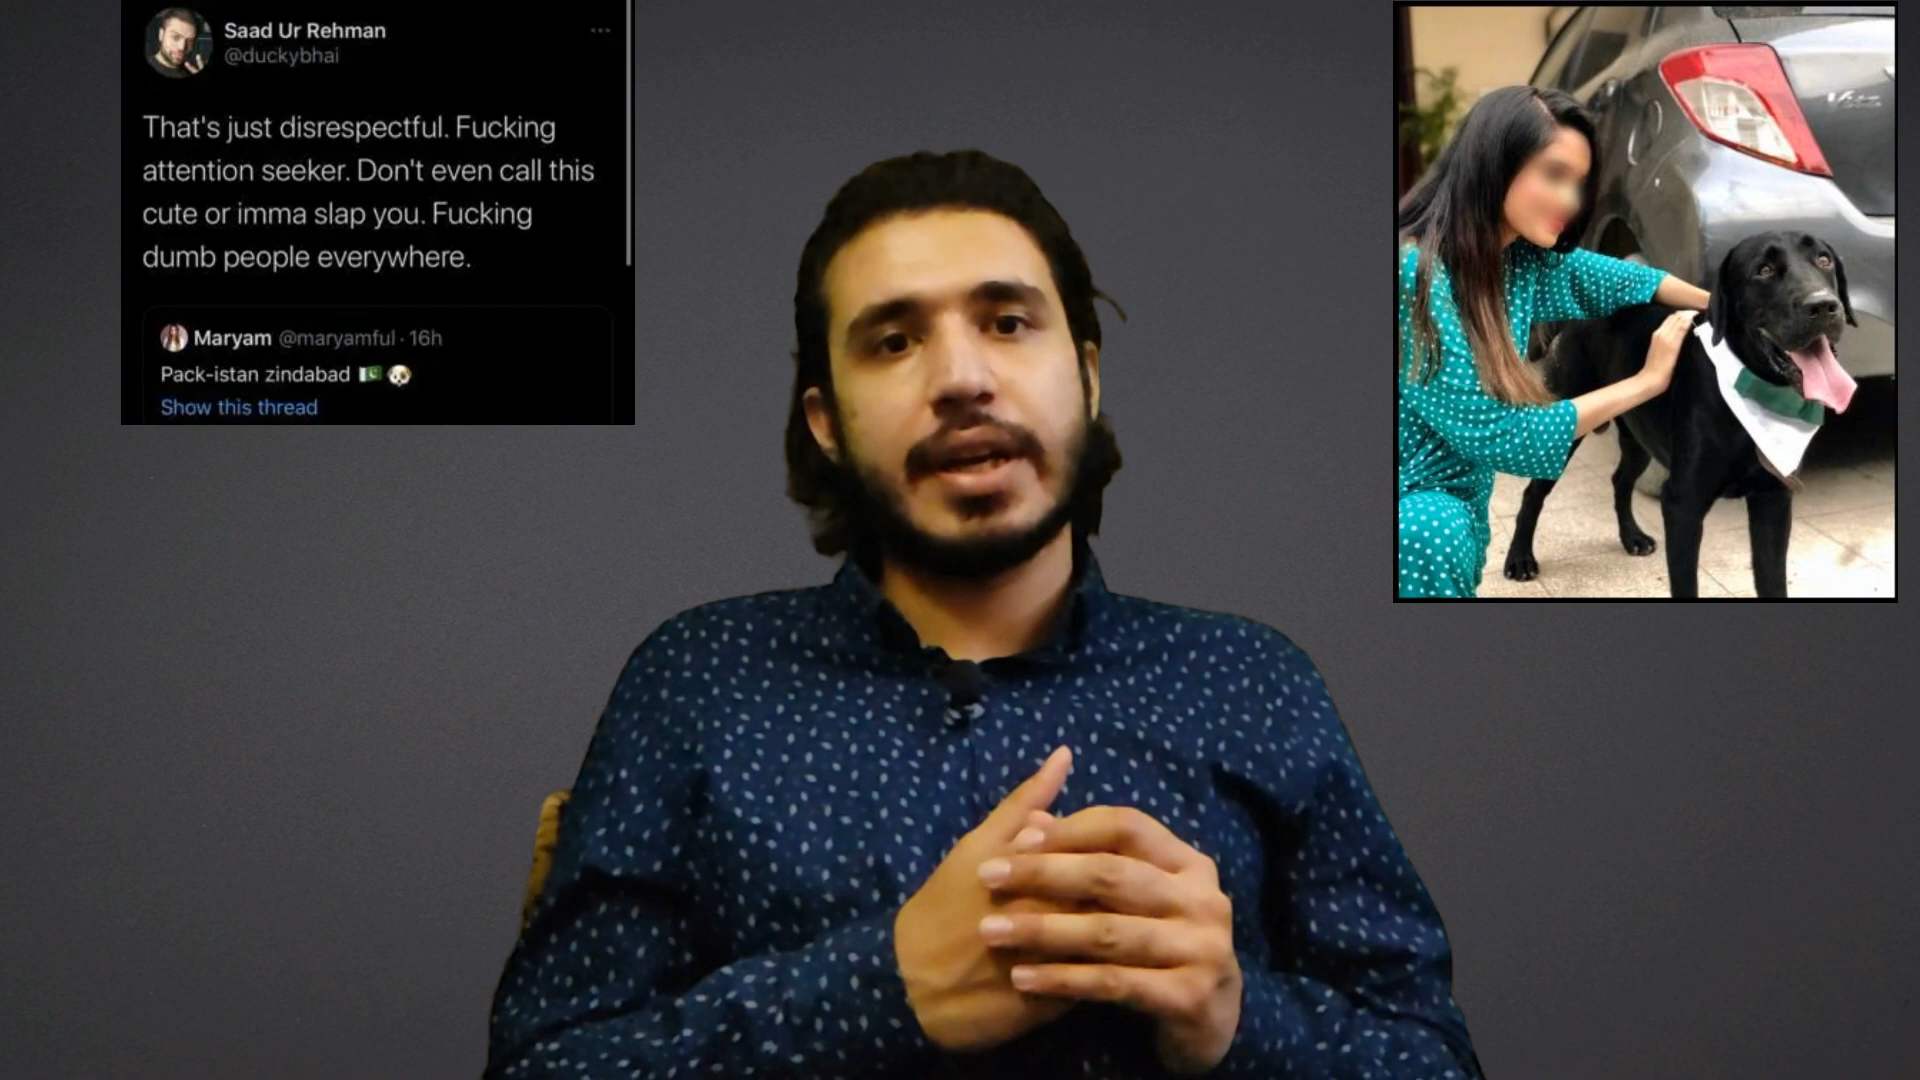 Saad Ur Rehman
@duckybhai
That's just disrespectful. Fucking
attention seeker. Don't even call this
cute or imma slap you. Fucking
dumb people everywhere.
Maryam @maryamful · 16h
Pack-istan zindabad 🇵🇰🐶
Show this thread